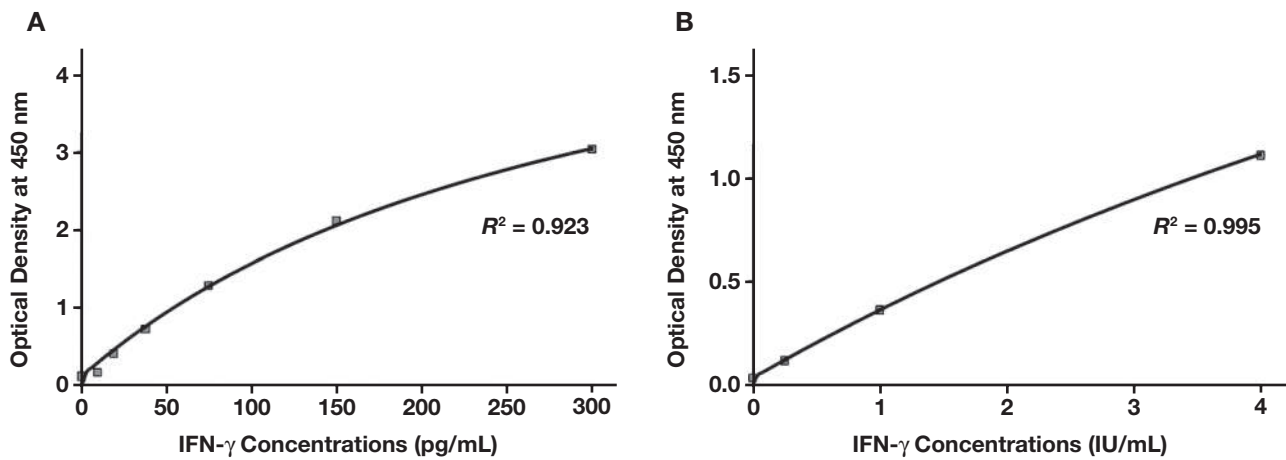 A
Optical Density at 450 nm
4
3
2
1
0
R² = 0.923
0 50 100 150 200 250 300
IFN-γ Concentrations (pg/mL)
B
Optical Density at 450 nm
1.5
1.0
0.5
0.0
R² = 0.995
0 1 2 3 4
IFN-γ Concentrations (IU/mL)